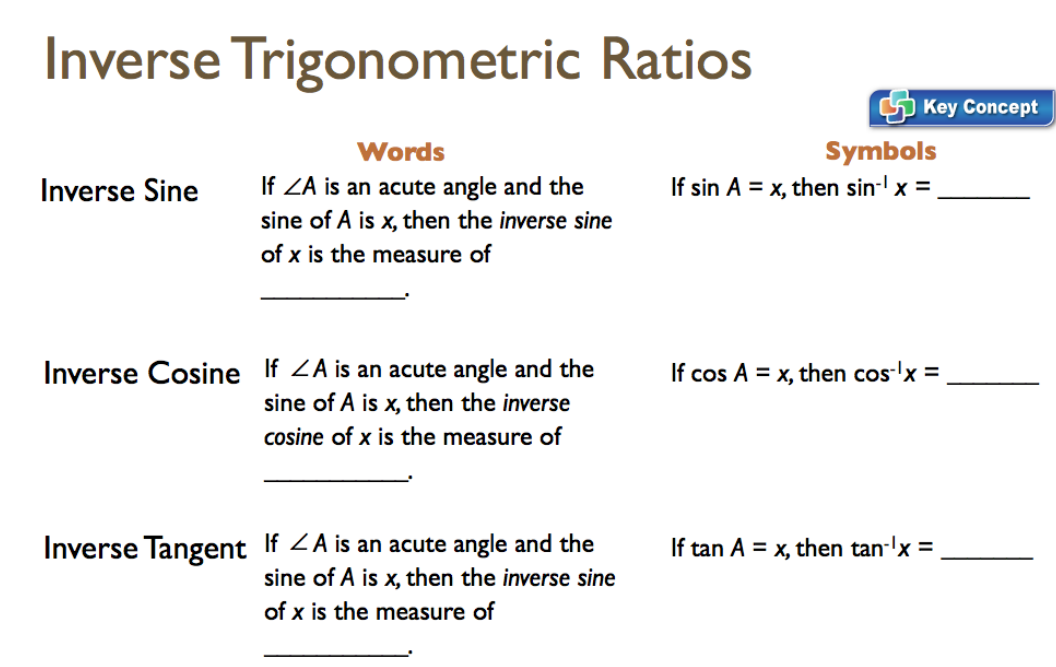 Inverse Trigonometric Ratios
Key Concept
Words
Symbols
Inverse Sine
If ∠A is an acute angle and the
sine of A is x, then the inverse sine
of x is the measure of
___________.
If sin A = x, then sin⁻¹ x = _______
Inverse Cosine
If ∠A is an acute angle and the
sine of A is x, then the inverse
cosine of x is the measure of
___________.
If cos A = x, then cos⁻¹x = _______
Inverse Tangent
If ∠A is an acute angle and the
sine of A is x, then the inverse sine
of x is the measure of
___________.
If tan A = x, then tan⁻¹x = _______